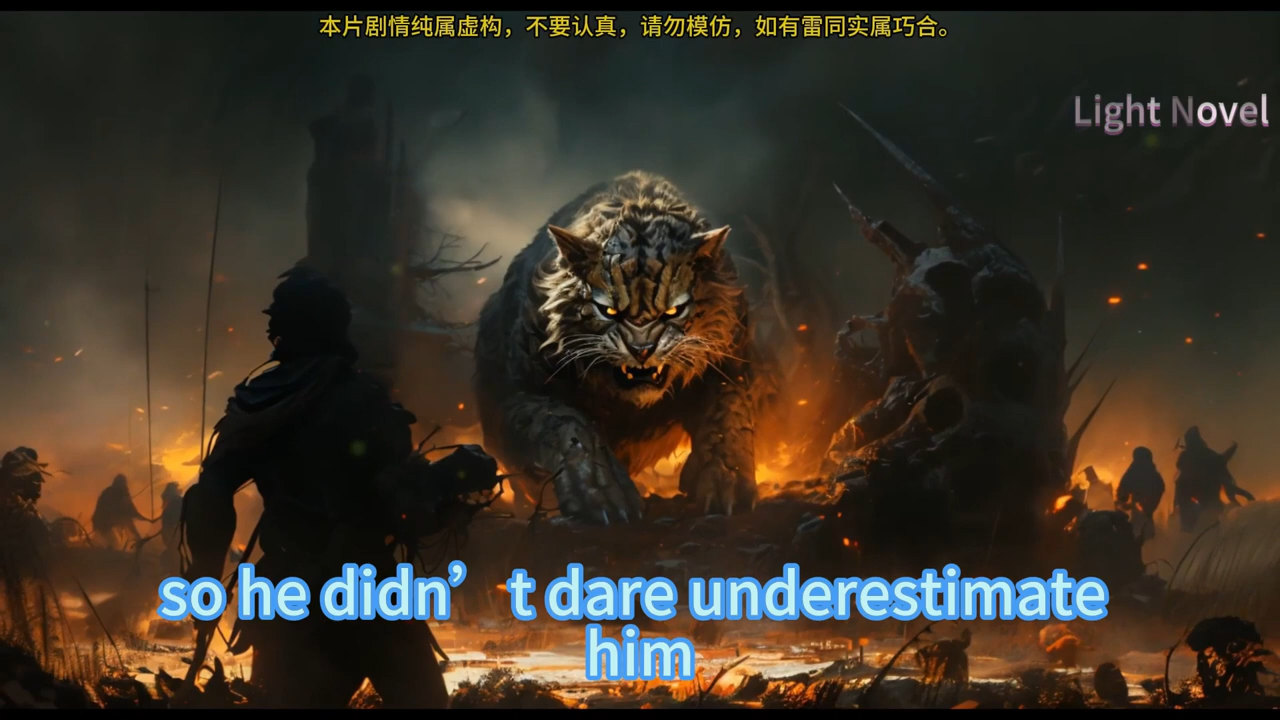 本片剧情纯属虚构，不要认真，请勿模仿，如有雷同实属巧合。
Light Novel
so he didn’t dare underestimate
him